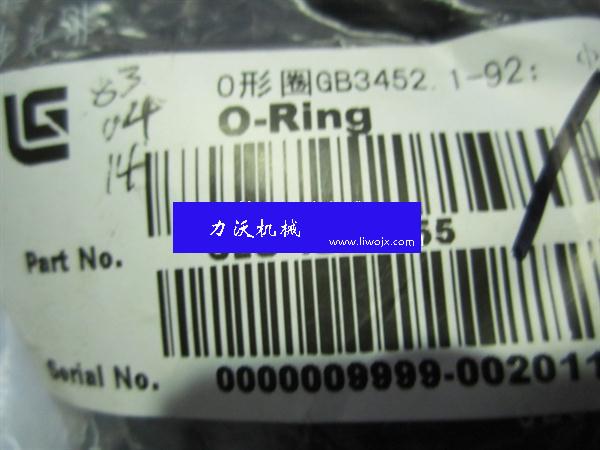 O形圈GB3452.1-92:
O-Ring
83
04
14
力沃机械
www.liwojx.com
Part No.
55
Serial No. 0000009999-002011